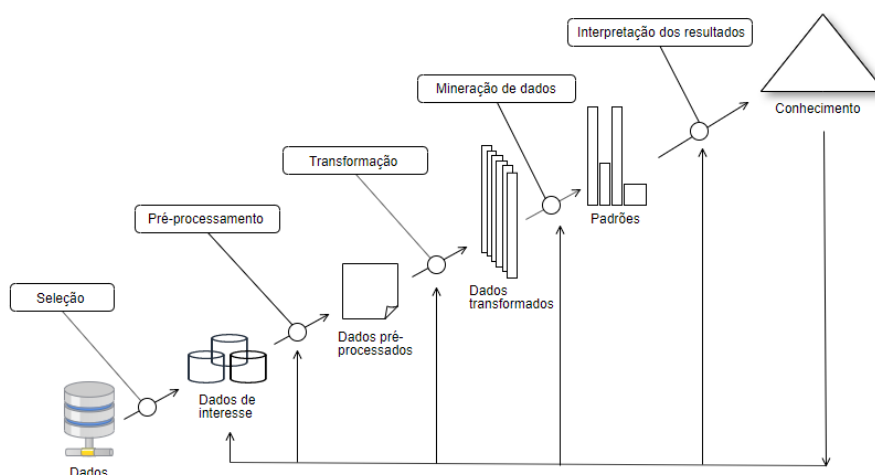 Interpretação dos resultados
Conhecimento
Mineração de dados
Padrões
Transformação
Dados
transformados
Pré-processamento
Dados pré-
processados
Seleção
Dados de
interesse
Dados